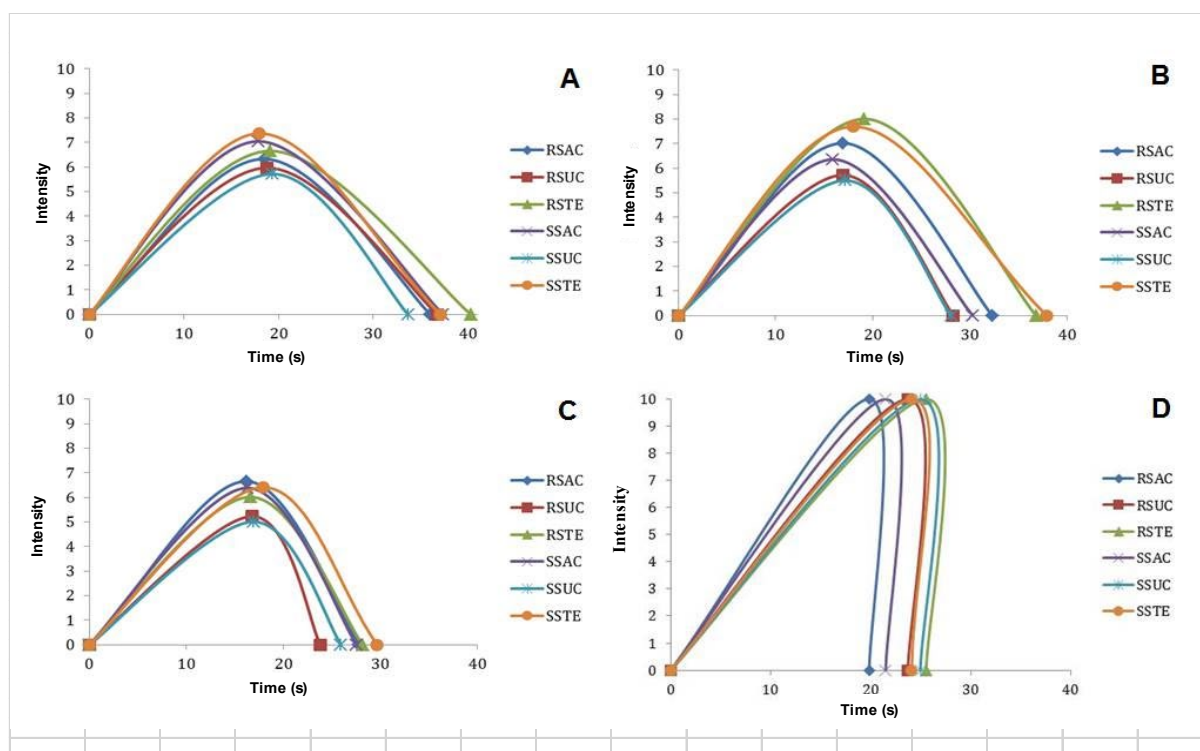 A
10
9
8
7
6
5
4
3
2
1
0
Intensity
0 10 20 30 40
Time (s)
RSAC
RSUC
RSTE
SSAC
SSUC
SSTE
B
10
9
8
7
6
5
4
3
2
1
0
Intensity
0 10 20 30 40
Time (s)
RSAC
RSUC
RSTE
SSAC
SSUC
SSTE
C
10
9
8
7
6
5
4
3
2
1
0
Intensity
0 10 20 30 40
Time (s)
RSAC
RSUC
RSTE
SSAC
SSUC
SSTE
D
10
9
8
7
6
5
4
3
2
1
0
Intensity
0 10 20 30 40
Time (s)
RSAC
RSUC
RSTE
SSAC
SSUC
SSTE